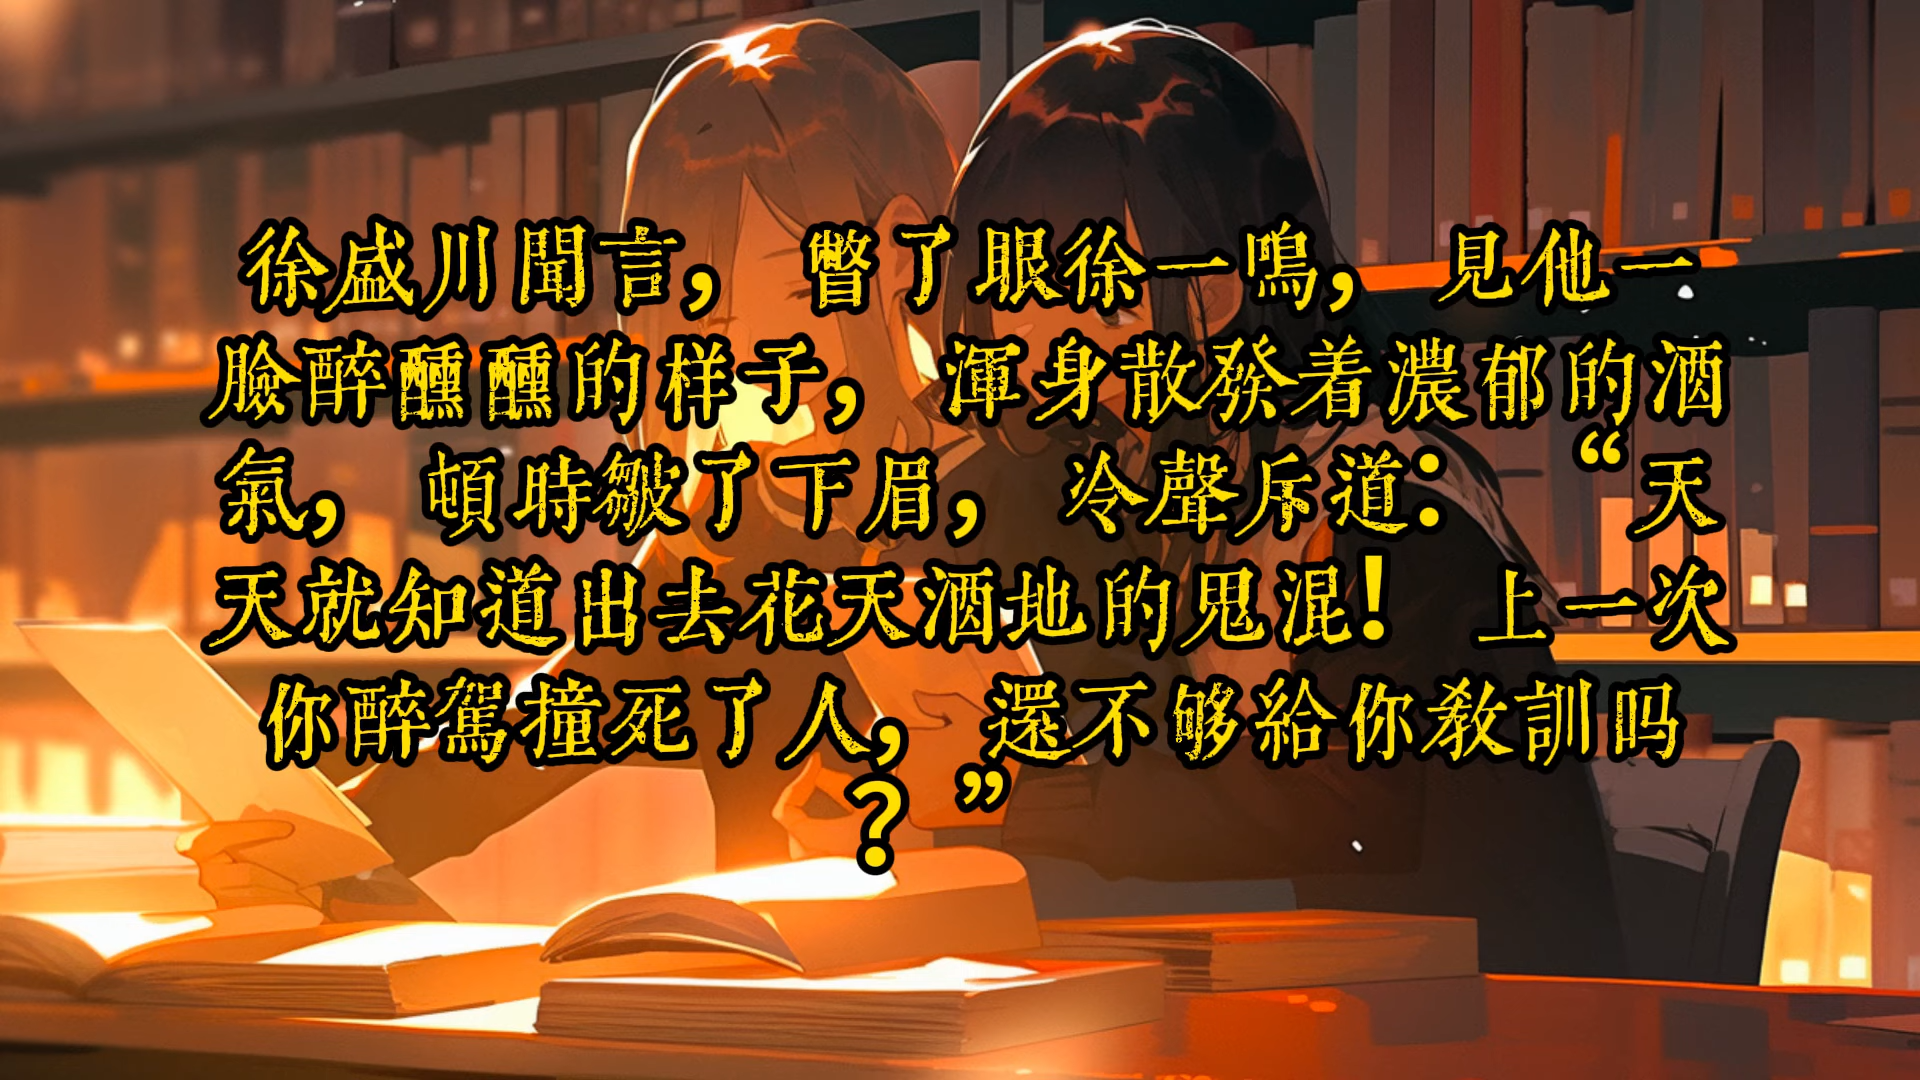 徐盛川聞言，瞥了眼徐一鳴，見他一
臉醉醺醺的样子，渾身散發着濃郁的酒
氣，頓時皺了下眉，冷聲斥道：“天
天就知道出去花天酒地的鬼混！上一次
你醉駕撞死了人，還不够給你教訓吗
？”